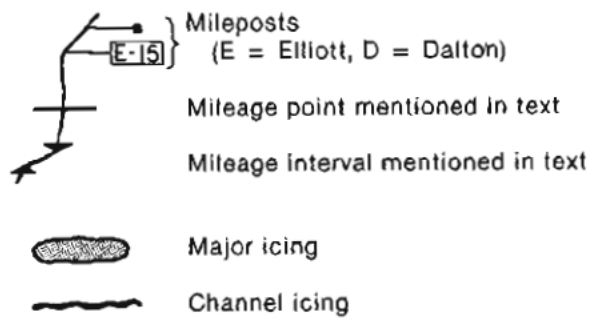 Mileposts
E-15
(E = Elliott, D = Dalton)
Mileage point mentioned in text
Mileage interval mentioned in text
Major icing
Channel icing